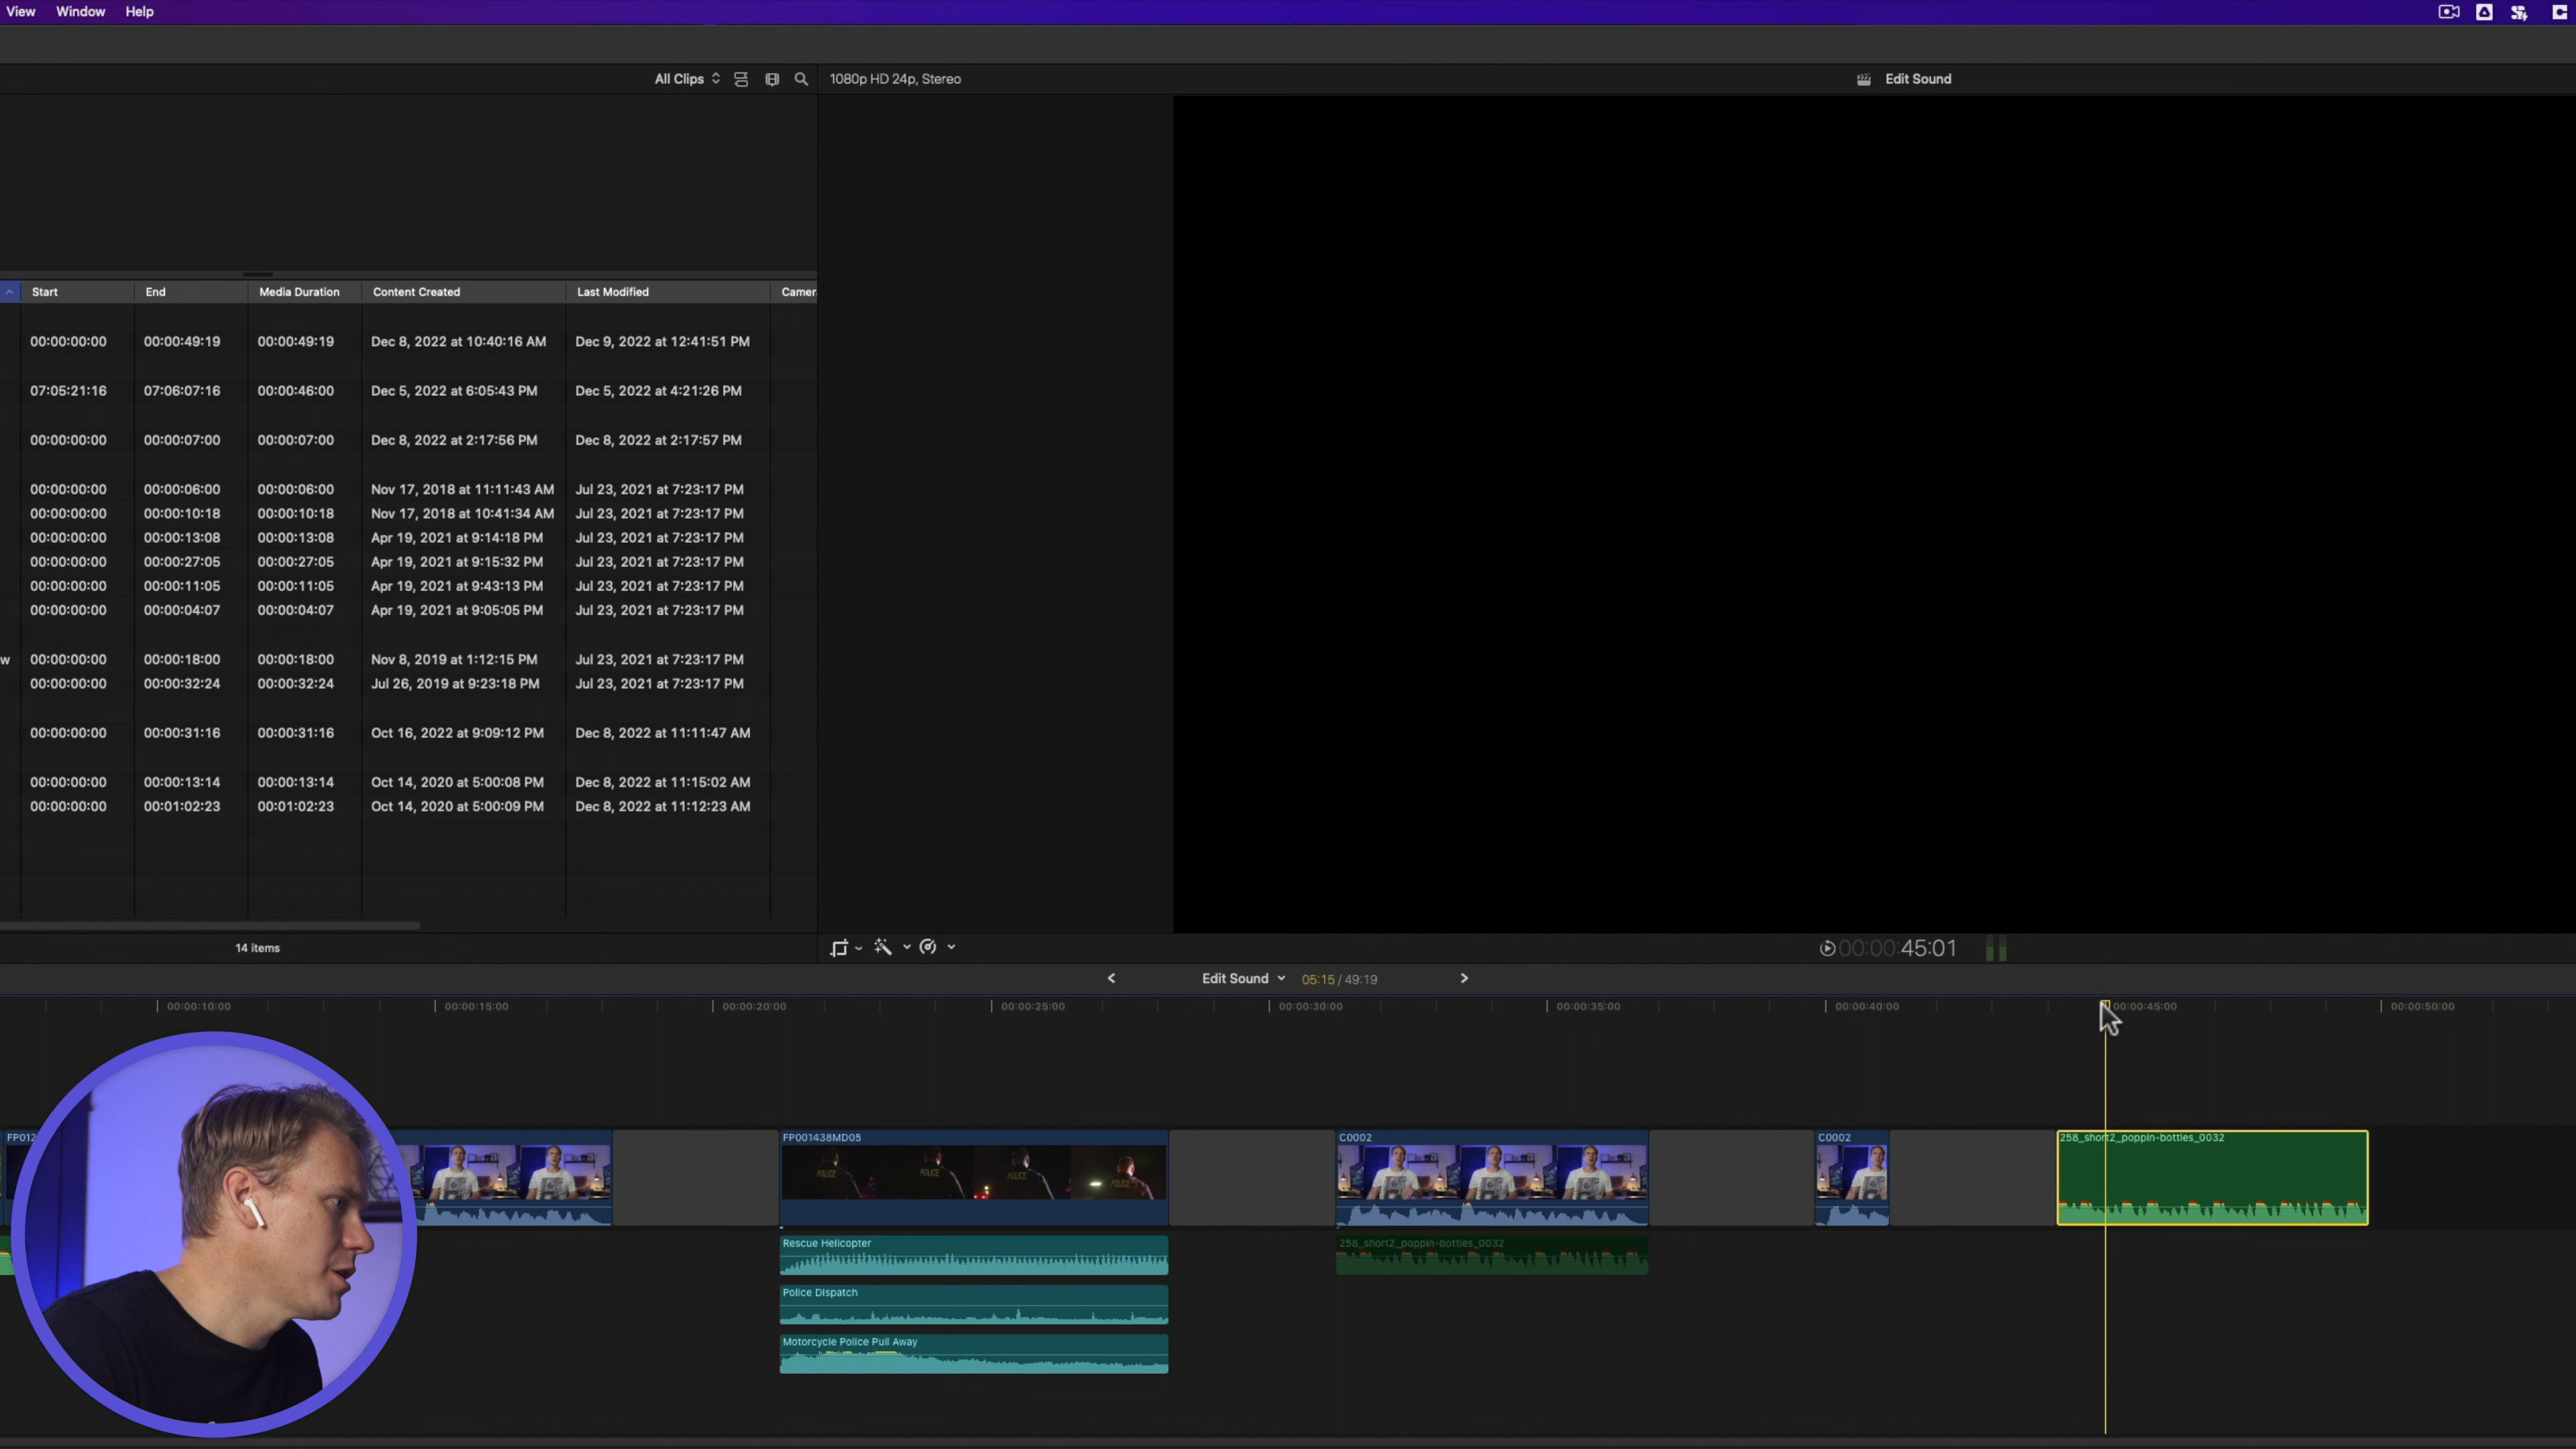 View Window Help
All Clips
1080p HD 24p, Stereo
Edit Sound
Start End Media Duration Content Created Last Modified Camer
00:00:00:00 00:00:49:19 00:00:49:19 Dec 8, 2022 at 10:40:16 AM Dec 9, 2022 at 12:41:51 PM
07:05:21:16 07:06:07:16 00:00:46:00 Dec 5, 2022 at 6:05:43 PM Dec 5, 2022 at 4:21:26 PM
00:00:00:00 00:00:07:00 00:00:07:00 Dec 8, 2022 at 2:17:56 PM Dec 8, 2022 at 2:17:57 PM
00:00:00:00 00:00:06:00 00:00:06:00 Nov 17, 2018 at 11:11:43 AM Jul 23, 2021 at 7:23:17 PM
00:00:00:00 00:00:10:18 00:00:10:18 Nov 17, 2018 at 10:41:34 AM Jul 23, 2021 at 7:23:17 PM
00:00:00:00 00:00:13:08 00:00:13:08 Apr 19, 2021 at 9:14:18 PM Jul 23, 2021 at 7:23:17 PM
00:00:00:00 00:00:27:05 00:00:27:05 Apr 19, 2021 at 9:15:32 PM Jul 23, 2021 at 7:23:17 PM
00:00:00:00 00:00:11:05 00:00:11:05 Apr 19, 2021 at 9:43:13 PM Jul 23, 2021 at 7:23:17 PM
00:00:00:00 00:00:04:07 00:00:04:07 Apr 19, 2021 at 9:05:05 PM Jul 23, 2021 at 7:23:17 PM
w 00:00:00:00 00:00:18:00 00:00:18:00 Nov 8, 2019 at 1:12:15 PM Jul 23, 2021 at 7:23:17 PM
00:00:00:00 00:00:32:24 00:00:32:24 Jul 26, 2019 at 9:23:18 PM Jul 23, 2021 at 7:23:17 PM
00:00:00:00 00:00:31:16 00:00:31:16 Oct 16, 2022 at 9:09:12 PM Dec 8, 2022 at 11:11:47 AM
00:00:00:00 00:00:13:14 00:00:13:14 Oct 14, 2020 at 5:00:08 PM Dec 8, 2022 at 11:15:02 AM
00:00:00:00 00:01:02:23 00:01:02:23 Oct 14, 2020 at 5:00:09 PM Dec 8, 2022 at 11:12:23 AM
14 items
00:00:00:45:01
Edit Sound 05:15 / 49:19
00:00:10:00 00:00:15:00 00:00:20:00 00:00:25:00 00:00:30:00 00:00:35:00 00:00:40:00 00:00:45:00 00:00:50:00
FP012 FP001438MD05 C0002 C0002 258_short2_poppin-bottles_0032
POLICE POLICE POLICE POLICE
Rescue Helicopter 258_short2_poppin-bottles_0032
Police Dispatch
Motorcycle Police Pull Away